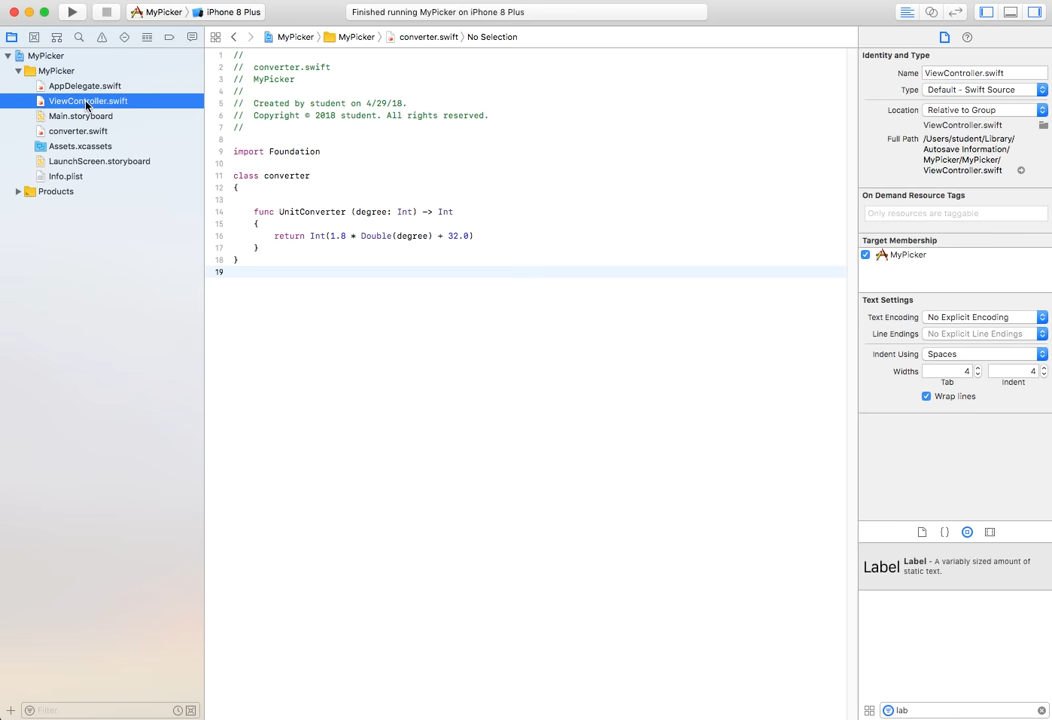 MyPicker iPhone 8 Plus
Finished running MyPicker on iPhone 8 Plus
MyPicker
MyPicker
AppDelegate.swift
ViewController.swift
Main.storyboard
converter.swift
Assets.xcassets
LaunchScreen.storyboard
Info.plist
Products
Filter
MyPicker MyPicker converter.swift No Selection
1 //
2 // converter.swift
3 // MyPicker
4 //
5 // Created by student on 4/29/18.
6 // Copyright © 2018 student. All rights reserved.
7 //
8
9 import Foundation
10
11 class converter
12 {
13
14 func UnitConverter (degree: Int) -> Int
15 {
16 return Int(1.8 * Double(degree) + 32.0)
17 }
18 }
19
Identity and Type
Name ViewController.swift
Type Default - Swift Source
Location Relative to Group
ViewController.swift
Full Path /Users/student/Library/
Autosave Information/
MyPicker/MyPicker/
ViewController.swift
On Demand Resource Tags
Only resources are taggable
Target Membership
MyPicker
Text Settings
Text Encoding No Explicit Encoding
Line Endings No Explicit Line Endings
Indent Using Spaces
Widths 4 4
Tab Indent
Wrap lines
{ }
Label Label - A variably sized amount of
static text.
lab